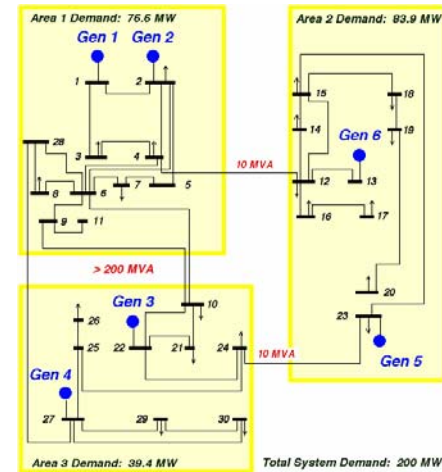 Area 1 Demand: 76.6 MW
Gen 1
Gen 2
1
2
28
3
4
8
6
7
5
9
11
10 MVA
> 200 MVA
Area 2 Demand: 83.9 MW
15
18
14
19
Gen 6
12
13
16
17
20
23
Gen 5
10
Gen 3
26
22
21
24
25
10 MVA
Gen 4
27
29
30
Area 3 Demand: 39.4 MW
Total System Demand: 200 MW